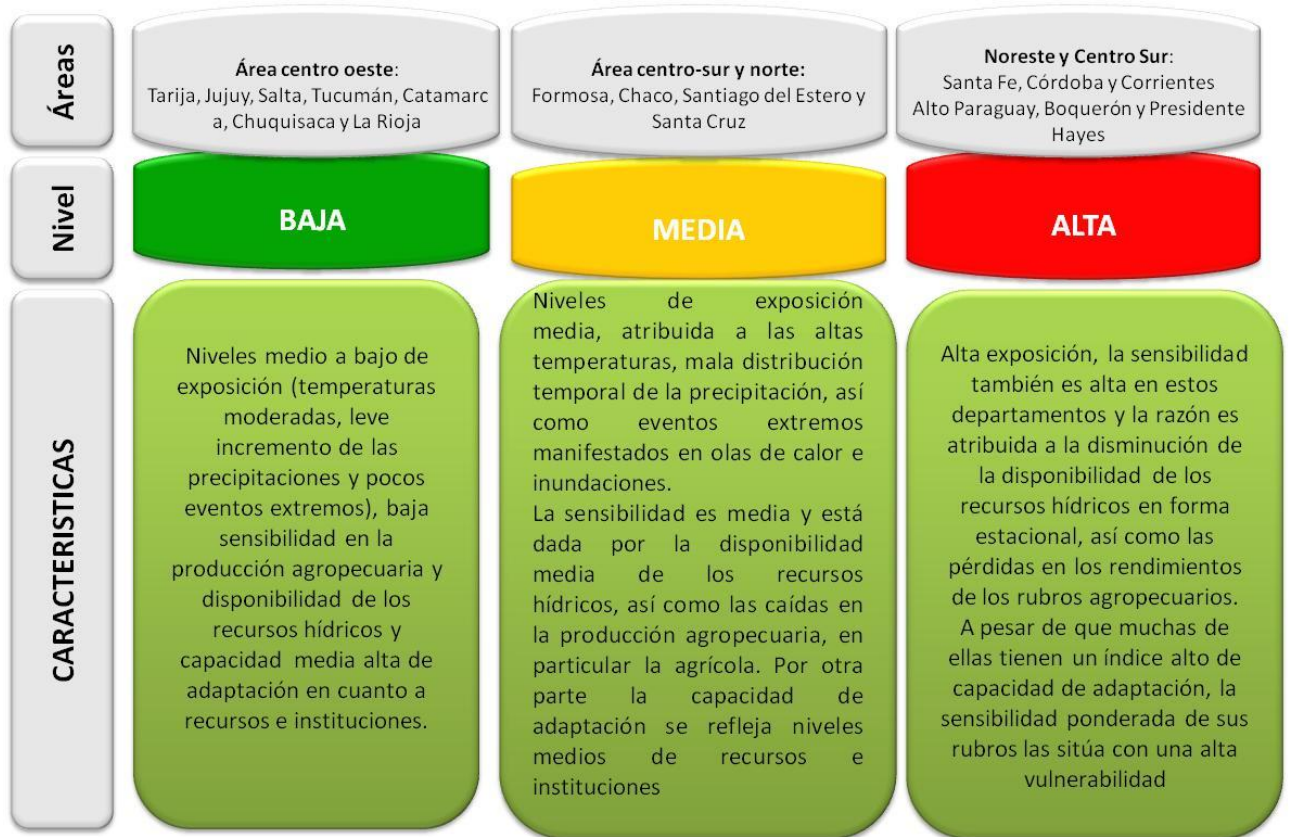 Áreas
Área centro oeste:
Tarija, Jujuy, Salta, Tucumán, Catamarc
a, Chuquisaca y La Rioja
Área centro-sur y norte:
Formosa, Chaco, Santiago del Estero y
Santa Cruz
Noreste y Centro Sur:
Santa Fe, Córdoba y Corrientes
Alto Paraguay, Boquerón y Presidente
Hayes
Nivel
BAJA
MEDIA
ALTA
CARACTERISTICAS
Niveles medio a bajo de
exposición (temperaturas
moderadas, leve
incremento de las
precipitaciones y pocos
eventos extremos), baja
sensibilidad en la
producción agropecuaria y
disponibilidad de los
recursos hídricos y
capacidad media alta de
adaptación en cuanto a
recursos e instituciones.
Niveles de exposición
media, atribuida a las altas
temperaturas, mala distribución
temporal de la precipitación, así
como eventos extremos
manifestados en olas de calor e
inundaciones.
La sensibilidad es media y está
dada por la disponibilidad
media de los recursos
hídricos, así como las caídas en
la producción agropecuaria, en
particular la agrícola. Por otra
parte la capacidad de
adaptación se refleja niveles
medios de recursos e
instituciones
Alta exposición, la sensibilidad
también es alta en estos
departamentos y la razón es
atribuida a la disminución de
la disponibilidad de los
recursos hídricos en forma
estacional, así como las
pérdidas en los rendimientos
de los rubros agropecuarios.
A pesar de que muchas de
ellas tienen un índice alto de
capacidad de adaptación, la
sensibilidad ponderada de sus
rubros las sitúa con una alta
vulnerabilidad